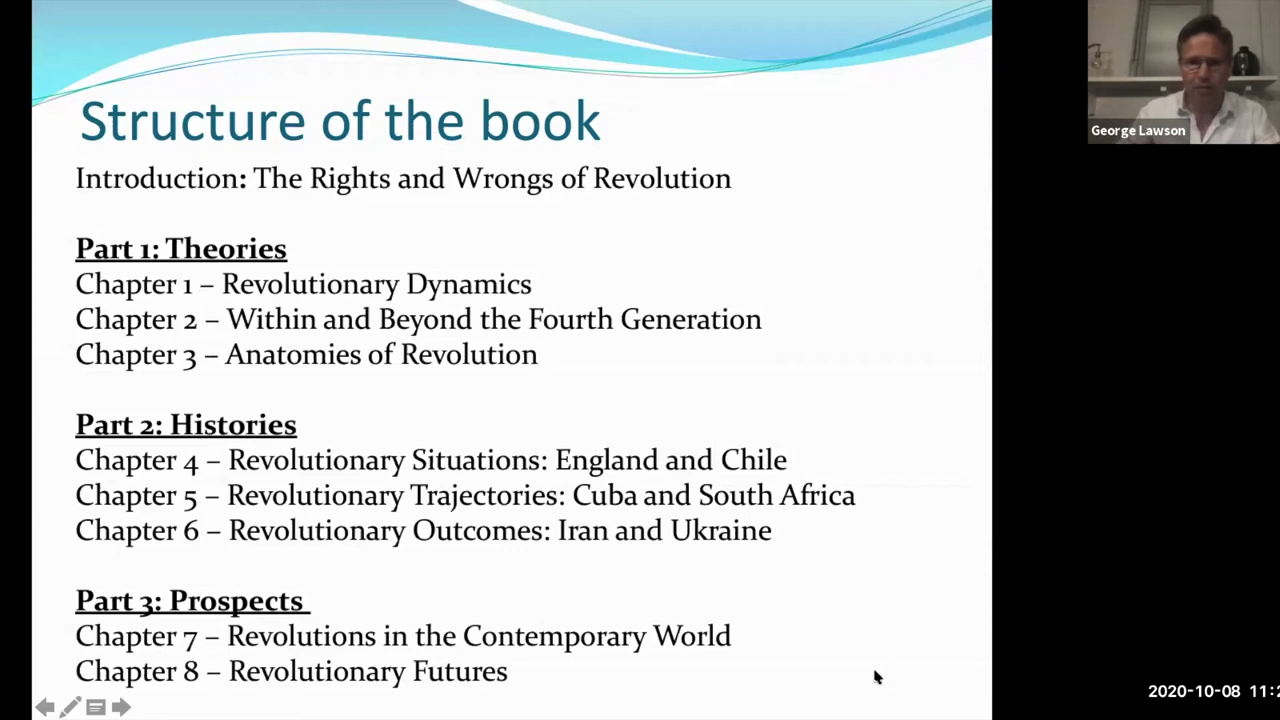 Structure of the book
Introduction: The Rights and Wrongs of Revolution
Part 1: Theories
Chapter 1 – Revolutionary Dynamics
Chapter 2 – Within and Beyond the Fourth Generation
Chapter 3 – Anatomies of Revolution
Part 2: Histories
Chapter 4 – Revolutionary Situations: England and Chile
Chapter 5 – Revolutionary Trajectories: Cuba and South Africa
Chapter 6 – Revolutionary Outcomes: Iran and Ukraine
Part 3: Prospects
Chapter 7 – Revolutions in the Contemporary World
Chapter 8 – Revolutionary Futures
George Lawson
2020-10-08 11:2